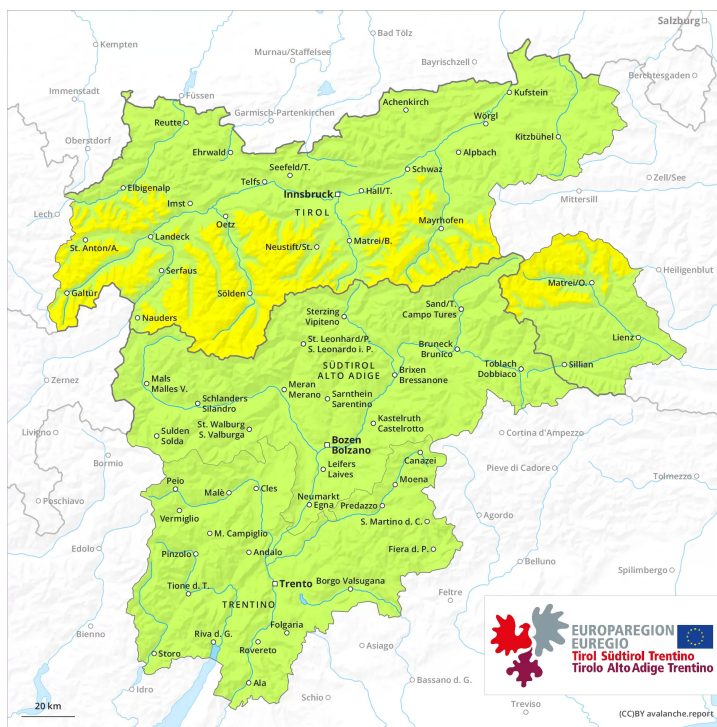 Salzburg
Kempten
Bad Tölz
Murnau/Staffelsee
Bayrischzell
Berchtesgaden
Immenstadt
Füssen
Garmisch-Partenkirchen
Achenkirch
Kufstein
Reutte
Wörgl
Oberstdorf
Ehrwald
Kitzbühel
Alpbach
Seefeld/T.
Schwaz
Zell/See
Telfs
Elbigenalp
Innsbruck
Hall/T.
Mittersill
Imst
Lech
TIROL
Oetz
Mayrhofen
St. Anton/A.
Landeck
Neustift/St.
Matrei/B.
Serfaus
Heiligenblut
Galtür
Sölden
Matrei/O.
Nauders
Sterzing
Vipiteno
Sand/T.
Campo Tures
Lienz
St. Leonhard/P.
S. Leonardo i. P.
Bruneck
Brunico
Toblach
Dobbiaco
Sillian
SÜDTIROL
ALTO ADIGE
Brixen
Bressanone
Zernez
Mals
Malles V.
Meran
Merano
Sarnthein
Sarentino
Schlanders
Silandro
Kastelruth
Castelrotto
St. Walburg
S. Valburga
Sulden
Solda
Livigno
Cortina d'Ampezzo
Bozen
Bolzano
Bormio
Canazei
Pieve di Cadore
Leifers
Laives
Tolmezzo
Peio
Moena
Poschiavo
Malè
Cles
Neumarkt
Egna
Predazzo
Vermiglio
Agordo
S. Martino d. C.
M. Campiglio
Edolo
Pinzolo
Andalo
Fiera d. P.
Belluno
Spilimbergo
Trento
Tione d. T.
Borgo Valsugana
Feltre
TRENTINO
Folgaria
Bienno
Riva d. G.
Rovereto
Asiago
Storo
Bassano d. G.
Ala
Idro
Schio
Treviso
EUROPAREGION
EUREGIO
Tirol Südtirol Trentino
Tirolo Alto Adige Trentino
20 km
(CC)BY avalanche.report